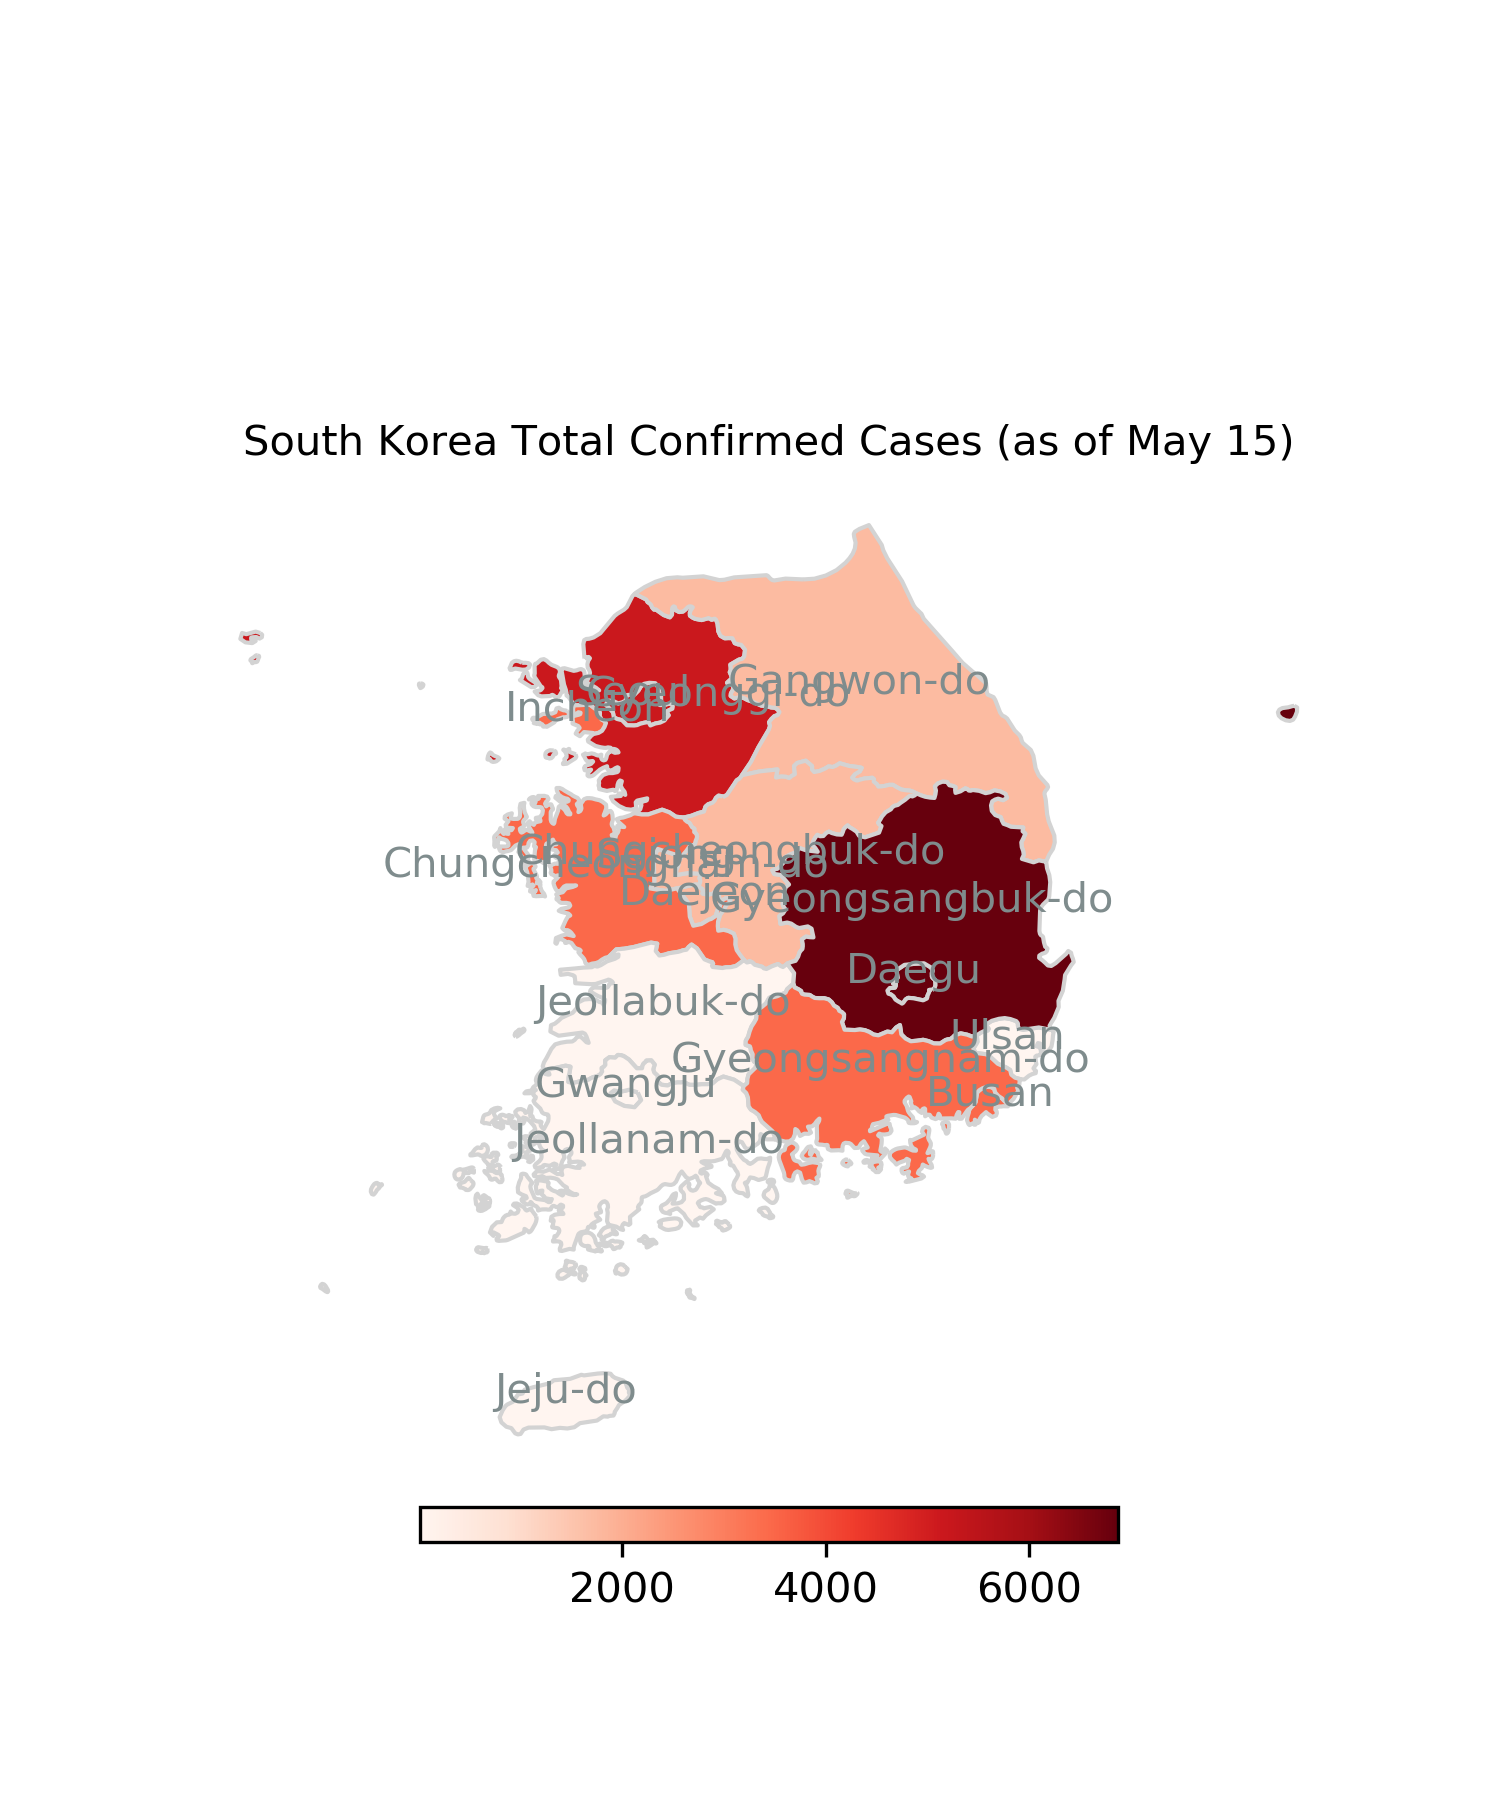 South Korea Total Confirmed Cases (as of May 15)
Gangwon-do
Seoul
Gyeonggi-do
Incheon
Chungcheongbuk-do
Sejong
Chungcheongnam-do
Daejeon
Gyeongsangbuk-do
Daegu
Jeollabuk-do
Ulsan
Gyeongsangnam-do
Gwangju
Busan
Jeollanam-do
Jeju-do
2000 4000 6000